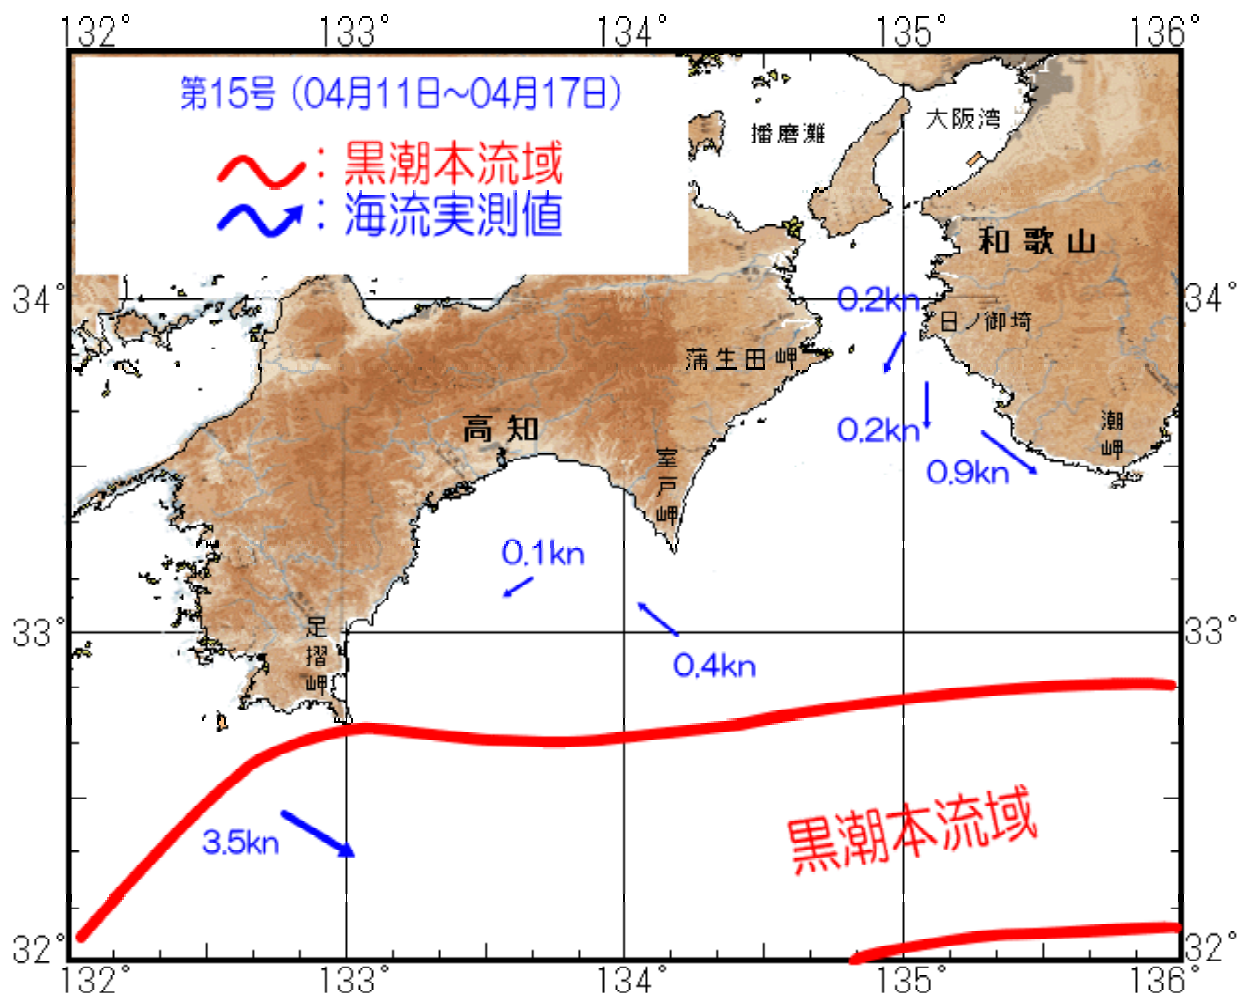 132° 133° 134° 135° 136°
第15号(04月11日～04月17日)
：黒潮本流域
：海流実測値
播磨灘
大阪湾
和歌山
34°
0.2kn
34°
日ノ御埼
蒲生田岬
高知
潮岬
0.2kn
室戸岬
0.9kn
0.1kn
33°
足摺岬
33°
0.4kn
3.5kn
黒潮本流域
32°
32°
132° 133° 134° 135° 136°